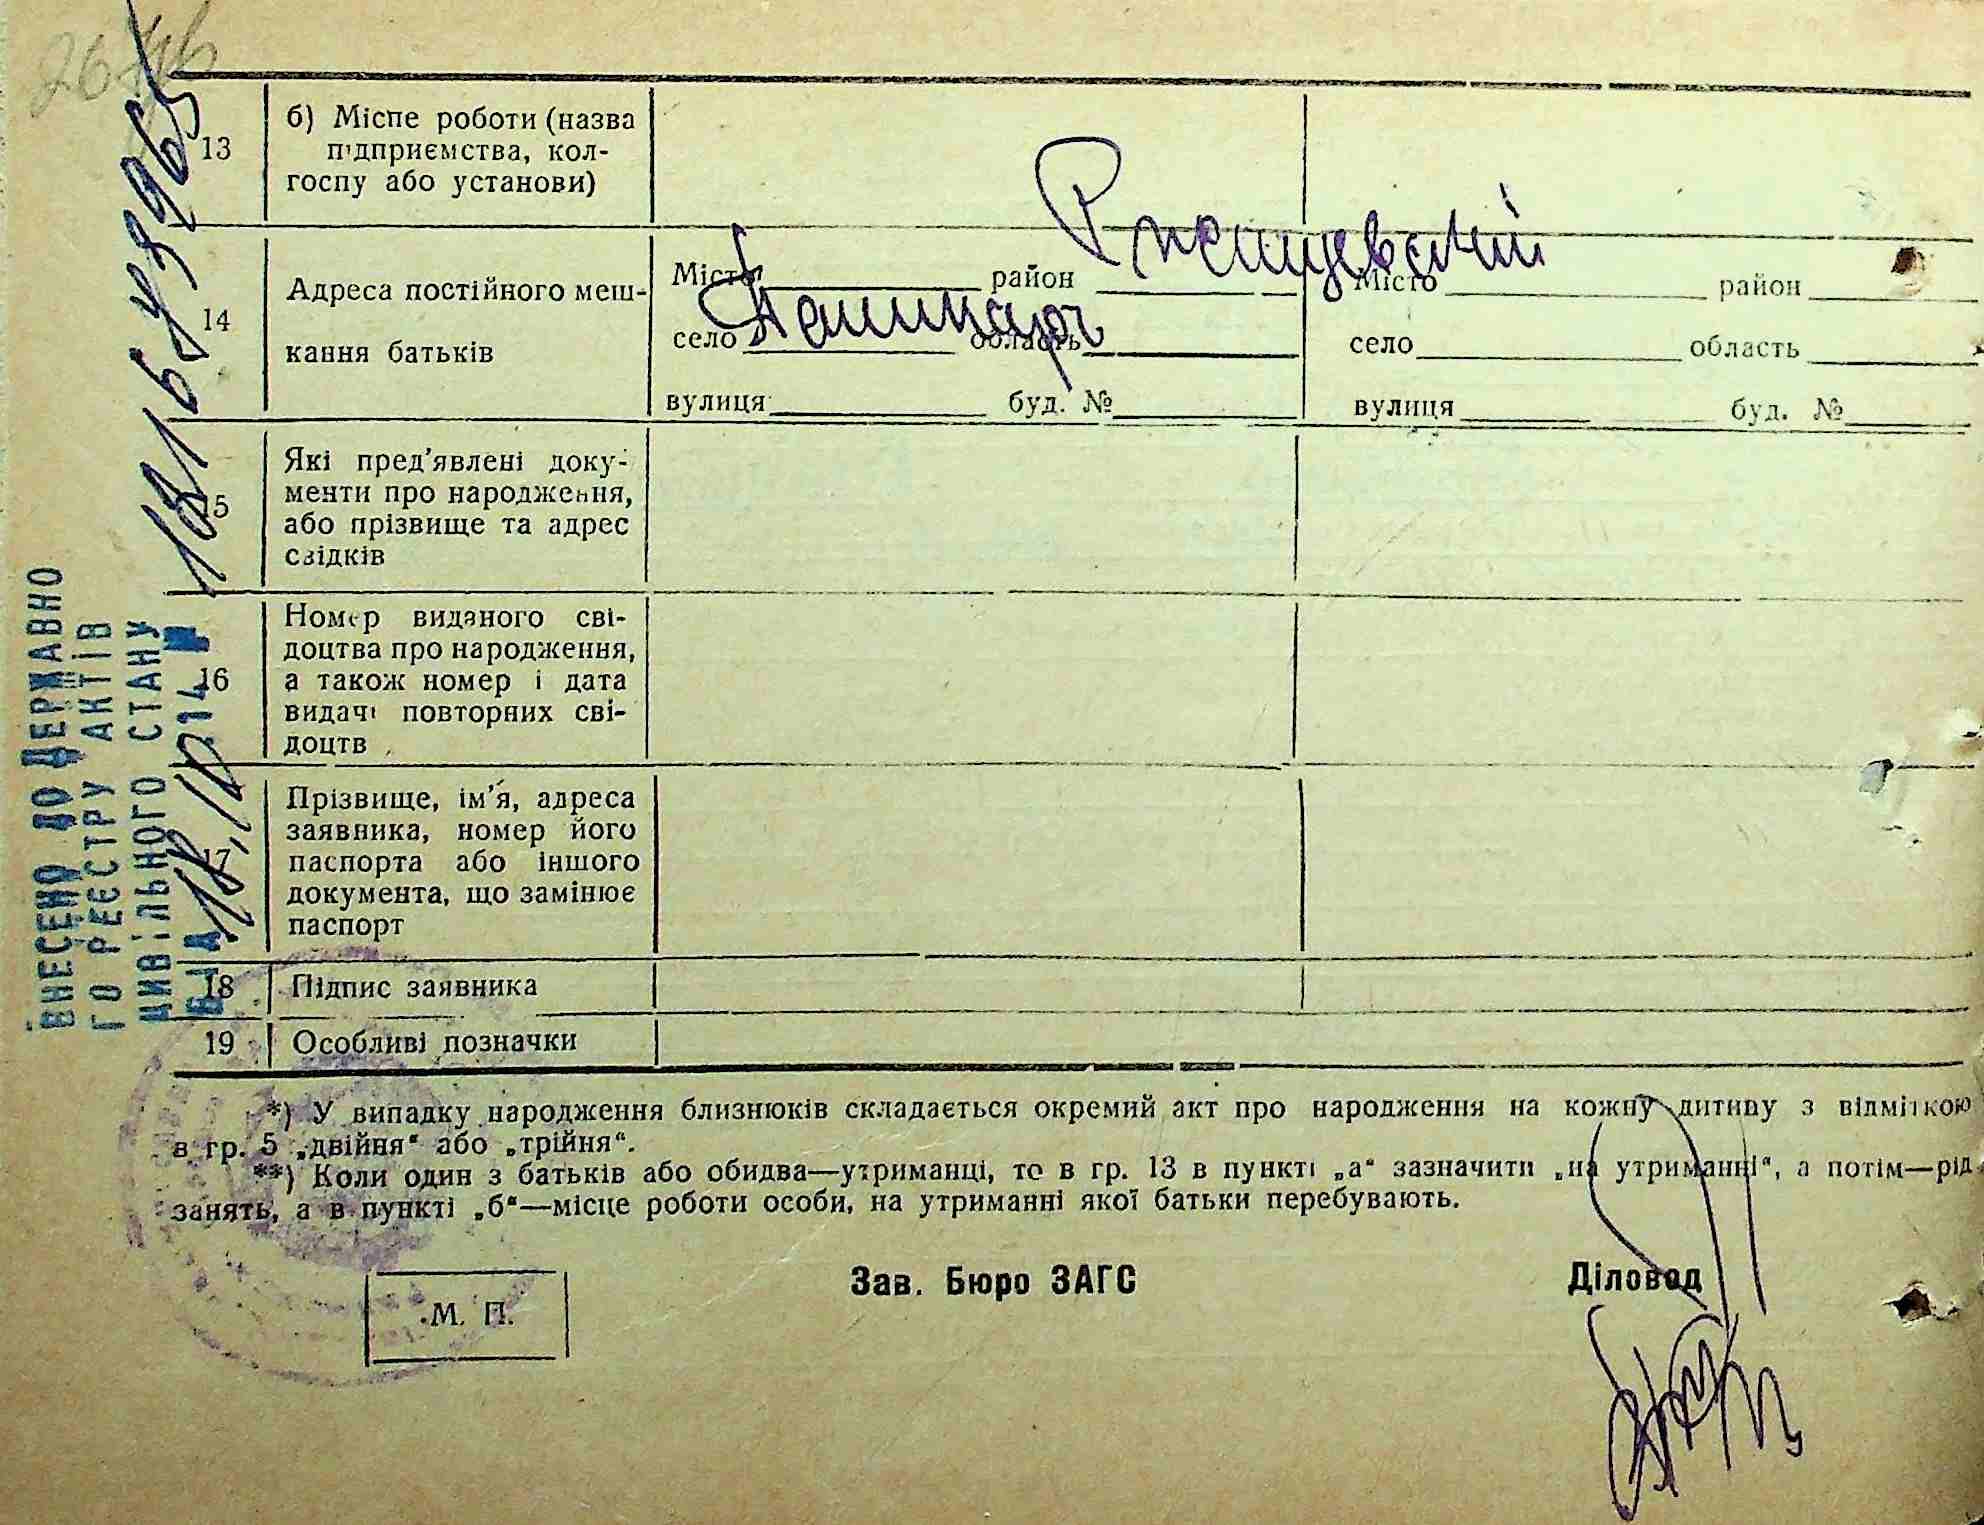 13
б) Місце роботи (назва
підприємства, кол-
госпу або установи)
Ржищевський
14
Адреса постійного меш-
кання батьків
Місто район
село область
вулиця буд. №
Місто район
село область
вулиця буд. №
15
Які пред'явлені доку-
менти про народження,
або прізвище та адрес
свідків
16
Номер виданого сві-
доцтва про народження,
а також номер і дата
видачі повторних сві-
доцтв
17
Прізвище, ім'я, адреса
заявника, номер його
паспорта або іншого
документа, що замінює
паспорт
18
Підпис заявника
19
Особливі позначки
*) У випадку народження близнюків складається окремий акт про народження на кожну дитину з відміткою
в гр. 5 „двійня“ або „трійня“.
**) Коли один з батьків або обидва—утриманці, то в гр. 13 в пункті „а“ зазначити „на утриманні“, а потім—рід
занять, а в пункті „б“—місце роботи особи, на утриманні якої батьки перебувають.
М. П.
Зав. Бюро ЗАГС
Діловод
ВНЕСЕНО ДО ДЕРЖАВНО
ГО РЕЄСТРУ АКТІВ
ЦИВІЛЬНОГО СТАНУ